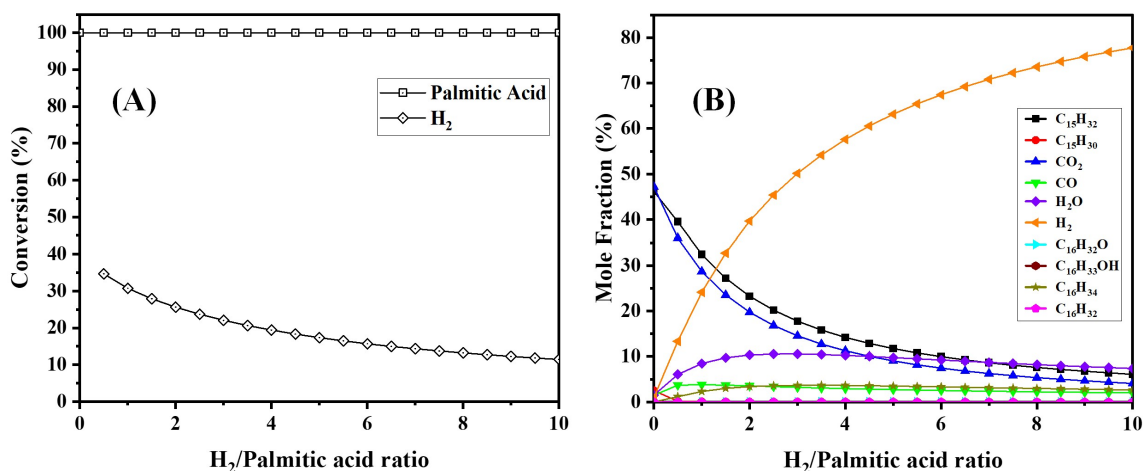 (A)
Conversion (%)
100
90
80
70
60
50
40
30
20
10
0
Palmitic Acid
H₂
0 2 4 6 8 10
H₂/Palmitic acid ratio
(B)
Mole Fraction (%)
80
70
60
50
40
30
20
10
0
C₁₅H₃₂
C₁₅H₃₀
CO₂
CO
H₂O
H₂
C₁₆H₃₂O
C₁₆H₃₃OH
C₁₆H₃₄
C₁₆H₃₂
0 2 4 6 8 10
H₂/Palmitic acid ratio